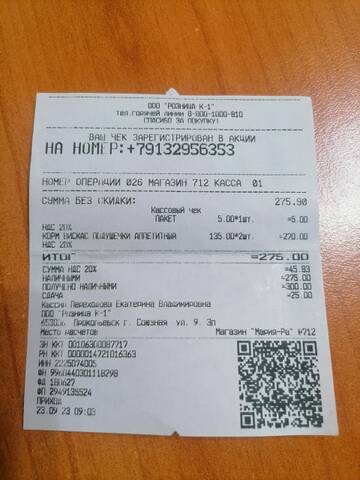 ООО "РОЗНИЦА К-1"
тел.горячей линии 8-800-1000-810
СПАСИБО ЗА ПОКУПКУ!
ВАШ ЧЕК ЗАРЕГИСТРИРОВАН В АКЦИИ
НА НОМЕР:+79132956353
НОМЕР ОПЕРАЦИИ 026 МАГАЗИН 712 КАССА 01
СУММА БЕЗ СКИДКИ: 275.90
Кассовый чек
ПАКЕТ 5.00*1шт. =5.00
НДС 20%
КОРМ ВИСКАС ПОДУШЕЧКИ АППЕТИТНЫЙ 135.00*2шт. =270.00
НДС 20%
ИТОГ =275.00
СУММА НДС 20% =45.83
НАЛИЧНЫМИ =275.00
ПОЛУЧЕНО НАЛИЧНЫМИ =300.00
СДАЧА =25.00
Кассир Переходова Екатерина Владимировна
ООО "Розница К-1"
653036, Прокопьевск г. Союзная ул. 9, 3п
Место расчетов Магазин "Мария-Ра" №712
ЗН ККТ 00106300087717
РН ККТ 0000014721016363
ИНН 2225074005
ФН 9960440301118298
ФД 180627
ФП 2949135524
ПРИХОД
23.09.23 09:03